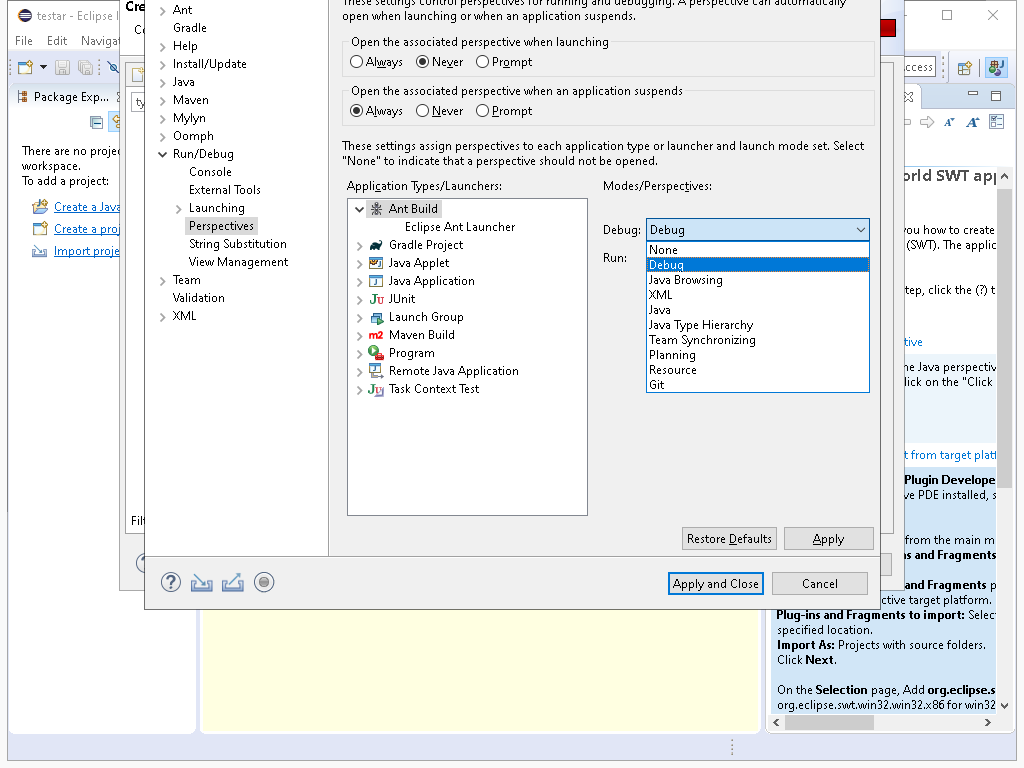 testar - Eclipse I
File Edit Navigat
Cre
Package Exp...
There are no proje
workspace.
To add a project:
Create a Java
Create a proj
Import proje
ty
Filt
Ant
Gradle
Help
Install/Update
Java
Maven
Mylyn
Oomph
Run/Debug
Console
External Tools
Launching
Perspectives
String Substitution
View Management
Team
Validation
XML
These settings control perspectives for running and debugging. A perspective can automatically
open when launching or when an application suspends.
Open the associated perspective when launching
Always Never Prompt
Open the associated perspective when an application suspends
Always Never Prompt
These settings assign perspectives to each application type or launcher and launch mode set. Select
"None" to indicate that a perspective should not be opened.
Application Types/Launchers:
Ant Build
Eclipse Ant Launcher
Gradle Project
Java Applet
Java Application
JUnit
Launch Group
Maven Build
Program
Remote Java Application
Task Context Test
Modes/Perspectives:
Debug: Debug
Run:
None
Debug
Java Browsing
XML
Java
Java Type Hierarchy
Team Synchronizing
Planning
Resource
Git
Restore Defaults Apply
Apply and Close Cancel
ccess
orld SWT app
you how to create
(SWT). The applic
tep, click the (?) t
tive
he Java perspectiv
lick on the "Click
t from target platf
Plugin Develope
ve PDE installed, s
from the main m
ns and Fragments
and Fragments p
ctive target platform.
Plug-ins and Fragments to import: Selec
specified location.
Import As: Projects with source folders.
Click Next.
On the Selection page, Add org.eclipse.s
org.eclipse.swt.win32.win32.x86 for win32